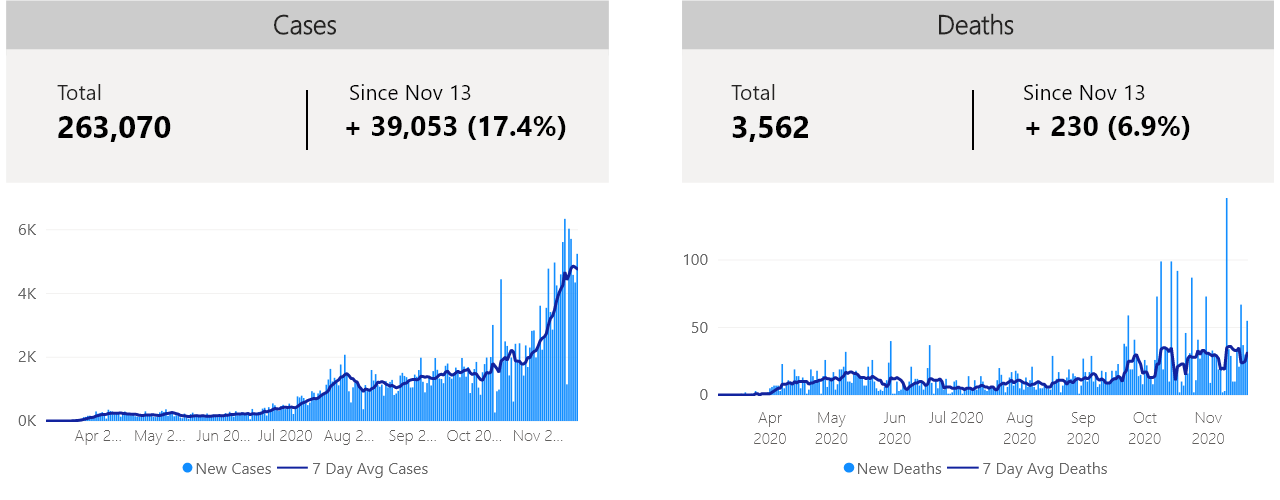 Cases
Total
263,070
Since Nov 13
+ 39,053 (17.4%)
6K
4K
2K
0K
Apr 2... May 2... Jun 20... Jul 2020 Aug 2... Sep 2... Oct 20... Nov 2...
New Cases 7 Day Avg Cases
Deaths
Total
3,562
Since Nov 13
+ 230 (6.9%)
100
50
0
Apr 2020
May 2020
Jun 2020
Jul 2020
Aug 2020
Sep 2020
Oct 2020
Nov 2020
New Deaths 7 Day Avg Deaths